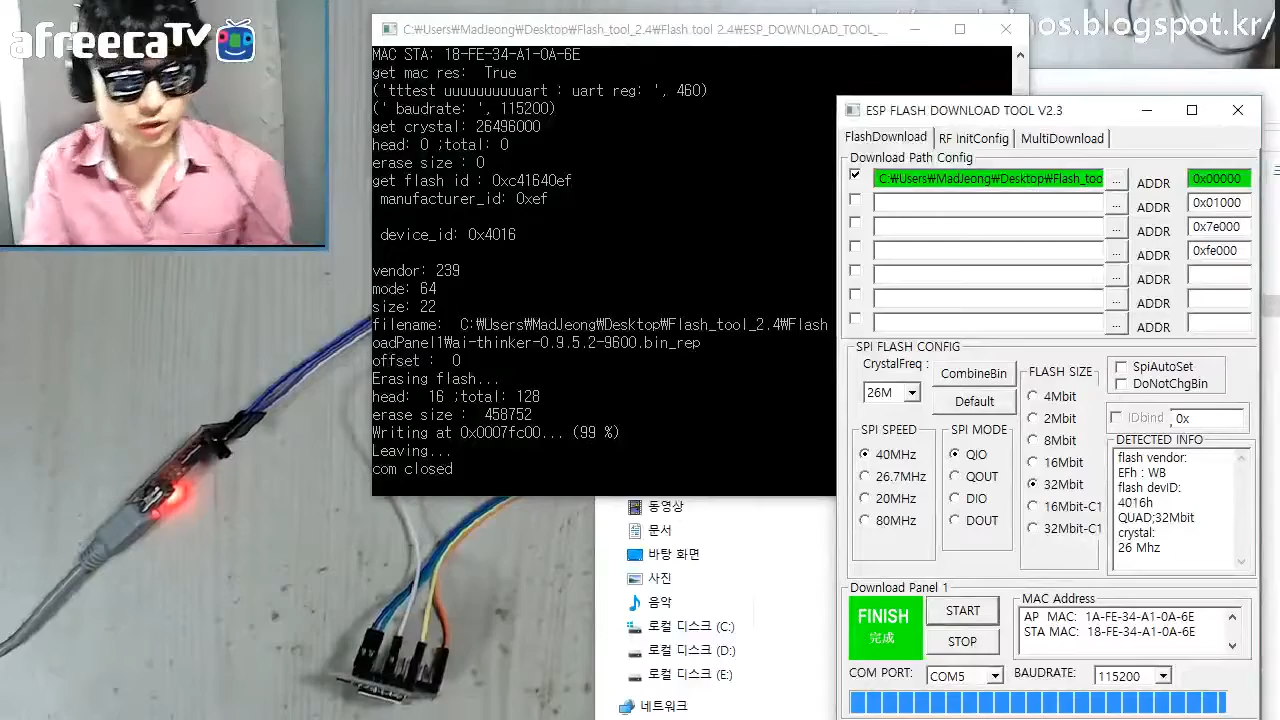 afreecaTV
os.blogspot.kr/
C:₩Users₩MadJeong₩Desktop₩Flash_tool_2.4₩Flash tool 2.4₩ESP_DOWNLOAD_TOOL_...
MAC STA: 18-FE-34-A1-0A-6E
get mac res:  True
('tttest uuuuuuuuuuart : uart reg: ', 460)
(' baudrate: ', 115200)
get crystal: 26496000
head: 0 ;total: 0
erase size : 0
get flash id : 0xc41640ef
manufacturer_id: 0xef
device_id: 0x4016
vendor: 239
mode: 64
size: 22
filename:  C:₩Users₩MadJeong₩Desktop₩Flash_tool_2.4₩Flash
oadPanel1₩ai-thinker-0.9.5.2-9600.bin_rep
offset :  0
Erasing flash...
head:  16 ;total: 128
erase size :  458752
Writing at 0x0007fc00... (99 %)
Leaving...
com closed
동영상
문서
바탕 화면
사진
음악
로컬 디스크 (C:)
로컬 디스크 (D:)
로컬 디스크 (E:)
네트워크
ESP FLASH DOWNLOAD TOOL V2.3
FlashDownload RF InitConfig MultiDownload
Download Path Config
C:₩Users₩MadJeong₩Desktop₩Flash_too ... ADDR 0x00000
... ADDR 0x01000
... ADDR 0x7e000
... ADDR 0xfe000
... ADDR
... ADDR
... ADDR
SPI FLASH CONFIG
CrystalFreq :
26M
CombineBin
Default
SPI SPEED
40MHz
26.7MHz
20MHz
80MHz
SPI MODE
QIO
QOUT
DIO
DOUT
FLASH SIZE
4Mbit
2Mbit
8Mbit
16Mbit
32Mbit
16Mbit-C1
32Mbit-C1
SpiAutoSet
DoNotChgBin
IDbind 0x
DETECTED INFO
flash vendor:
EFh : WB
flash devID:
4016h
QUAD;32Mbit
crystal:
26 Mhz
Download Panel 1
FINISH
完成
START
STOP
MAC Address
AP  MAC:  1A-FE-34-A1-0A-6E
STA MAC:  18-FE-34-A1-0A-6E
COM PORT: COM5 BAUDRATE: 115200